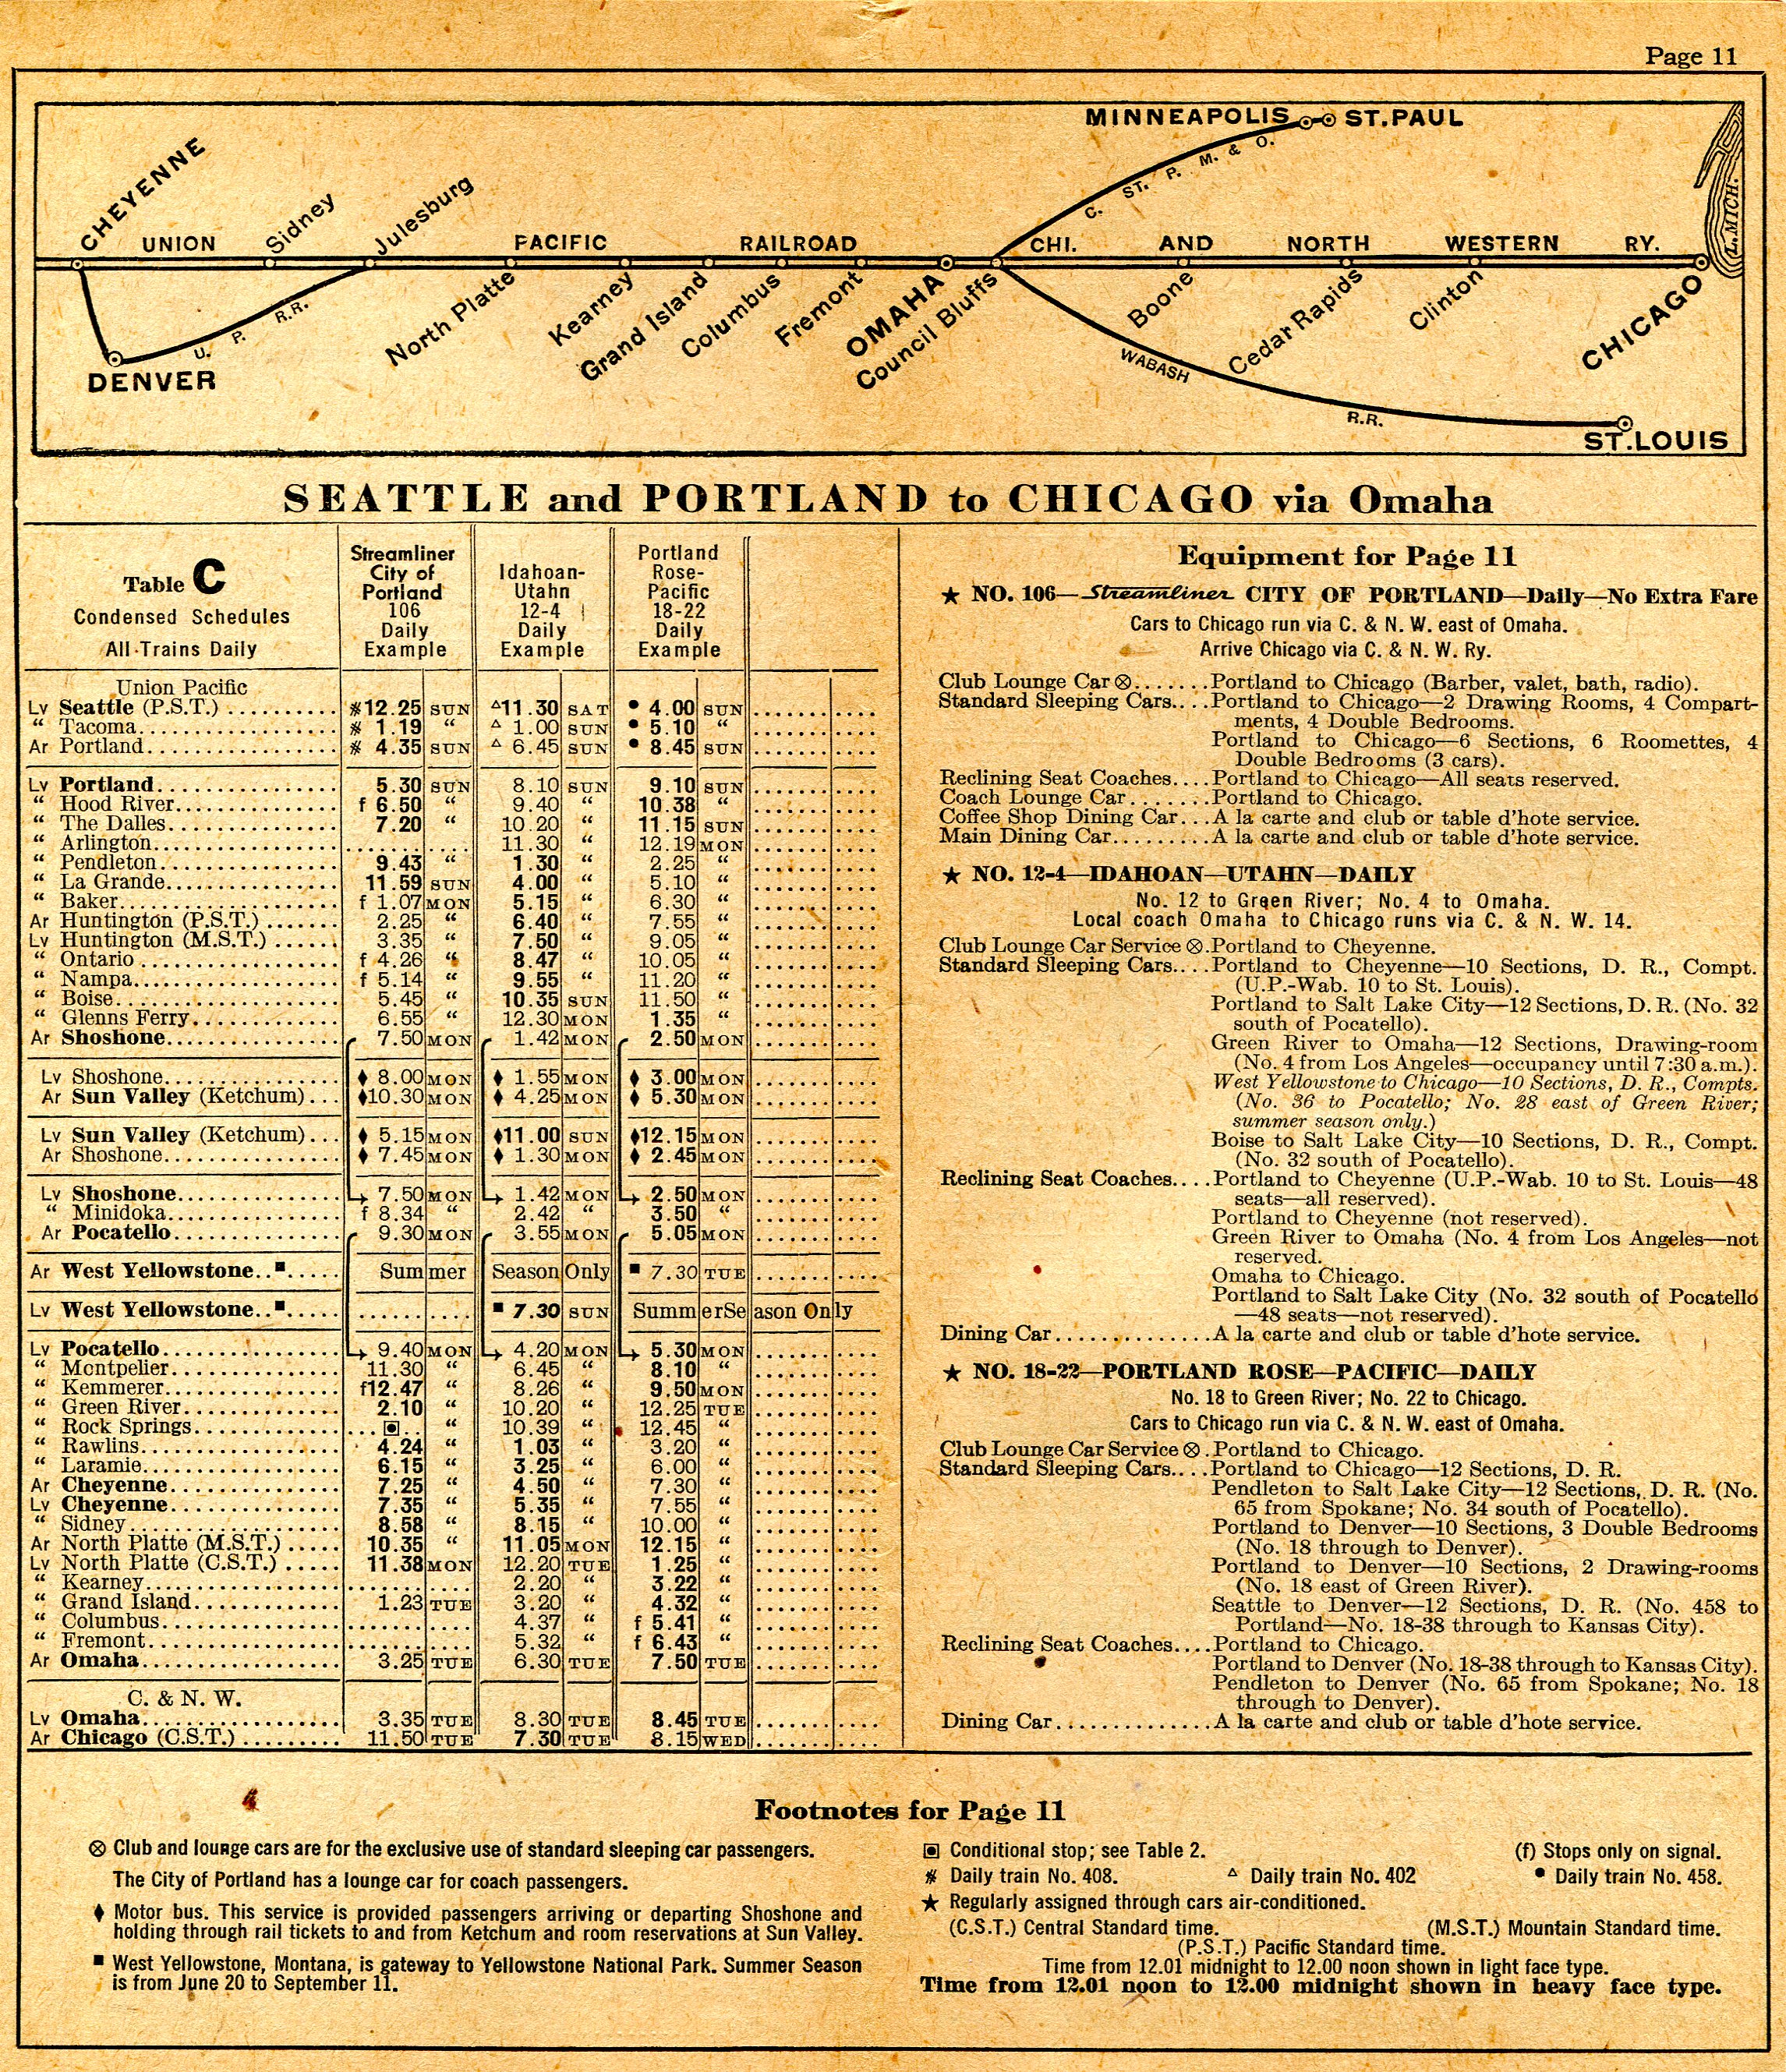 Page 11
MINNEAPOLIS ST.PAUL
C. ST. P. M. & O.
CHEYENNE
Sidney
Julesburg
UNION PACIFIC RAILROAD
CHI. AND NORTH WESTERN RY.
L.MICH.
North Platte
Kearney
Grand Island
Columbus
Fremont
OMAHA
Council Bluffs
Boone
Cedar Rapids
Clinton
CHICAGO
U. P. R.R.
DENVER
WABASH R.R.
ST.LOUIS
SEATTLE and PORTLAND to CHICAGO via Omaha
Table C
Condensed Schedules
All Trains Daily
Streamliner City of Portland 106 Daily Example
Idahoan-Utahn 12-4 Daily Example
Portland Rose-Pacific 18-22 Daily Example
Union Pacific
Lv Seattle (P.S.T.) .......... 12.25 SUN △11.30 SAT ● 4.00 SUN
“ Tacoma.......... 1.19 “ △ 1.00 SUN ● 5.10 “
Ar Portland.......... 4.35 SUN △ 6.45 SUN ● 8.45 SUN
Lv Portland.......... 5.30 SUN 8.10 SUN 9.10 SUN
“ Hood River.......... f 6.50 “ 9.40 “ 10.38 “
“ The Dalles.......... 7.20 “ 10.20 “ 11.15 SUN
“ Arlington.......... 11.30 “ 12.19 MON
“ Pendleton.......... 9.43 “ 1.30 “ 2.25 “
“ La Grande.......... 11.59 SUN 4.00 “ 5.10 “
“ Baker.......... f 1.07 MON 5.15 “ 6.30 “
Ar Huntington (P.S.T.)...... 2.25 “ 6.40 “ 7.55 “
Lv Huntington (M.S.T.) ...... 3.35 “ 7.50 “ 9.05 “
“ Ontario .......... f 4.26 “ 8.47 “ 10.05 “
“ Nampa.......... f 5.14 “ 9.55 “ 11.20 “
“ Boise.......... 5.45 “ 10.35 SUN 11.50 “
“ Glenns Ferry.......... 6.55 “ 12.30 MON 1.35 “
Ar Shoshone.......... 7.50 MON 1.42 MON 2.50 MON
Lv Shoshone.......... ♦ 8.00 MON ♦ 1.55 MON ♦ 3.00 MON
Ar Sun Valley (Ketchum)... ♦10.30 MON ♦ 4.25 MON ♦ 5.30 MON
Lv Sun Valley (Ketchum)... ♦ 5.15 MON ♦11.00 SUN ♦12.15 MON
Ar Shoshone.......... ♦ 7.45 MON ♦ 1.30 MON ♦ 2.45 MON
Lv Shoshone.......... 7.50 MON 1.42 MON 2.50 MON
“ Minidoka.......... f 8.34 “ 2.42 “ 3.50 “
Ar Pocatello.......... 9.30 MON 3.55 MON 5.05 MON
Ar West Yellowstone..■..... Summer Season Only ■ 7.30 TUE
Lv West Yellowstone..■..... ■ 7.30 SUN Summer Season Only
Lv Pocatello.......... 9.40 MON 4.20 MON 5.30 MON
“ Montpelier.......... 11.30 “ 6.45 “ 8.10 “
“ Kemmerer.......... f12.47 “ 8.26 “ 9.50 MON
“ Green River.......... 2.10 “ 10.20 “ 12.25 TUE
“ Rock Springs.......... ▣ “ 10.39 “ 12.45 “
“ Rawlins.......... 4.24 “ 1.03 “ 3.20 “
“ Laramie.......... 6.15 “ 3.25 “ 6.00 “
Ar Cheyenne.......... 7.25 “ 4.50 “ 7.30 “
Lv Cheyenne.......... 7.35 “ 5.35 “ 7.55 “
“ Sidney.......... 8.58 “ 8.15 “ 10.00 “
Ar North Platte (M.S.T.) ..... 10.35 “ 11.05 MON 12.15 “
Lv North Platte (C.S.T.) ..... 11.38 MON 12.20 TUE 1.25 “
“ Kearney.......... 2.20 “ 3.22 “
“ Grand Island.......... 1.23 TUE 3.20 “ 4.32 “
“ Columbus.......... 4.37 “ f 5.41 “
“ Fremont.......... 5.32 “ f 6.43 “
Ar Omaha.......... 3.25 TUE 6.30 TUE 7.50 TUE
C. & N. W.
Lv Omaha.......... 3.35 TUE 8.30 TUE 8.45 TUE
Ar Chicago (C.S.T.) ......... 11.50 TUE 7.30 TUE 8.15 WED
Equipment for Page 11
★ NO. 106—Streamliner CITY OF PORTLAND—Daily—No Extra Fare
Cars to Chicago run via C. & N. W. east of Omaha.
Arrive Chicago via C. & N. W. Ry.
Club Lounge Car ⊗.......Portland to Chicago (Barber, valet, bath, radio).
Standard Sleeping Cars....Portland to Chicago—2 Drawing Rooms, 4 Compart-
ments, 4 Double Bedrooms.
Portland to Chicago—6 Sections, 6 Roomettes, 4
Double Bedrooms (3 cars).
Reclining Seat Coaches....Portland to Chicago—All seats reserved.
Coach Lounge Car.......Portland to Chicago.
Coffee Shop Dining Car...A la carte and club or table d'hote service.
Main Dining Car.........A la carte and club or table d'hote service.
★ NO. 12-4—IDAHOAN—UTAHN—DAILY
No. 12 to Green River; No. 4 to Omaha.
Local coach Omaha to Chicago runs via C. & N. W. 14.
Club Lounge Car Service ⊗.Portland to Cheyenne.
Standard Sleeping Cars....Portland to Cheyenne—10 Sections, D. R., Compt.
(U.P.-Wab. 10 to St. Louis).
Portland to Salt Lake City—12 Sections, D. R. (No. 32
south of Pocatello).
Green River to Omaha—12 Sections, Drawing-room
(No. 4 from Los Angeles—occupancy until 7:30 a.m.).
West Yellowstone to Chicago—10 Sections, D. R., Compts.
(No. 36 to Pocatello; No. 28 east of Green River;
summer season only.)
Boise to Salt Lake City—10 Sections, D. R., Compt.
(No. 32 south of Pocatello).
Reclining Seat Coaches....Portland to Cheyenne (U.P.-Wab. 10 to St. Louis—48
seats—all reserved).
Portland to Cheyenne (not reserved).
Green River to Omaha (No. 4 from Los Angeles—not
reserved.
Omaha to Chicago.
Portland to Salt Lake City (No. 32 south of Pocatello
—48 seats—not reserved).
Dining Car..............A la carte and club or table d'hote service.
★ NO. 18-22—PORTLAND ROSE—PACIFIC—DAILY
No. 18 to Green River; No. 22 to Chicago.
Cars to Chicago run via C. & N. W. east of Omaha.
Club Lounge Car Service ⊗.Portland to Chicago.
Standard Sleeping Cars....Portland to Chicago—12 Sections, D. R.
Pendleton to Salt Lake City—12 Sections, D. R. (No.
65 from Spokane; No. 34 south of Pocatello).
Portland to Denver—10 Sections, 3 Double Bedrooms
(No. 18 through to Denver).
Portland to Denver—10 Sections, 2 Drawing-rooms
(No. 18 east of Green River).
Seattle to Denver—12 Sections, D. R. (No. 458 to
Portland—No. 18-38 through to Kansas City).
Reclining Seat Coaches....Portland to Chicago.
Portland to Denver (No. 18-38 through to Kansas City).
Pendleton to Denver (No. 65 from Spokane; No. 18
through to Denver).
Dining Car..............A la carte and club or table d'hote service.
Footnotes for Page 11
⊗ Club and lounge cars are for the exclusive use of standard sleeping car passengers.
The City of Portland has a lounge car for coach passengers.
♦ Motor bus. This service is provided passengers arriving or departing Shoshone and
holding through rail tickets to and from Ketchum and room reservations at Sun Valley.
■ West Yellowstone, Montana, is gateway to Yellowstone National Park. Summer Season
is from June 20 to September 11.
▣ Conditional stop; see Table 2. (f) Stops only on signal.
Daily train No. 408. △ Daily train No. 402 ● Daily train No. 458.
★ Regularly assigned through cars air-conditioned.
(C.S.T.) Central Standard time. (M.S.T.) Mountain Standard time.
(P.S.T.) Pacific Standard time.
Time from 12.01 midnight to 12.00 noon shown in light face type.
Time from 12.01 noon to 12.00 midnight shown in heavy face type.